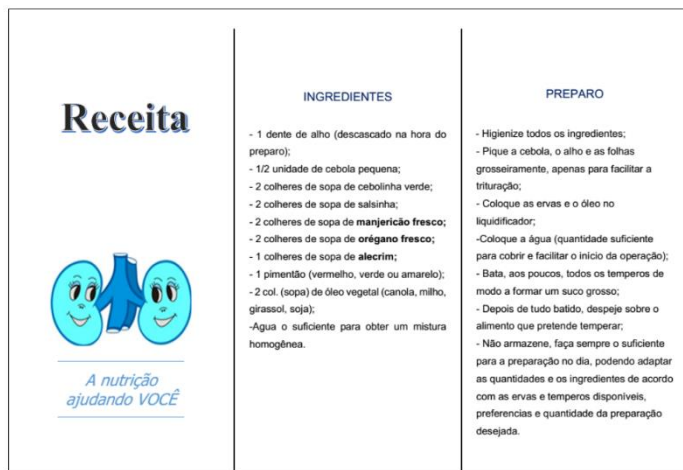 Receita
A nutrição
ajudando VOCÊ
INGREDIENTES
- 1 dente de alho (descascado na hora do
preparo);
- 1/2 unidade de cebola pequena;
- 2 colheres de sopa de cebolinha verde;
- 2 colheres de sopa de salsinha;
- 2 colheres de sopa de manjericão fresco;
- 2 colheres de sopa de orégano fresco;
- 1 colheres de sopa de alecrim;
- 1 pimentão (vermelho, verde ou amarelo);
- 2 col. (sopa) de óleo vegetal (canola, milho,
girassol, soja);
-Agua o suficiente para obter um mistura
homogênea.
PREPARO
- Higienize todos os ingredientes;
- Pique a cebola, o alho e as folhas
grosseiramente, apenas para facilitar a
trituração;
- Coloque as ervas e o óleo no
liquidificador;
-Coloque a água (quantidade suficiente
para cobrir e facilitar o início da operação);
- Bata, aos poucos, todos os temperos de
modo a formar um suco grosso;
- Depois de tudo batido, despeje sobre o
alimento que pretende temperar;
- Não armazene, faça sempre o suficiente
para a preparação no dia, podendo adaptar
as quantidades e os ingredientes de acordo
com as ervas e temperos disponíveis,
preferencias e quantidade da preparação
desejada.